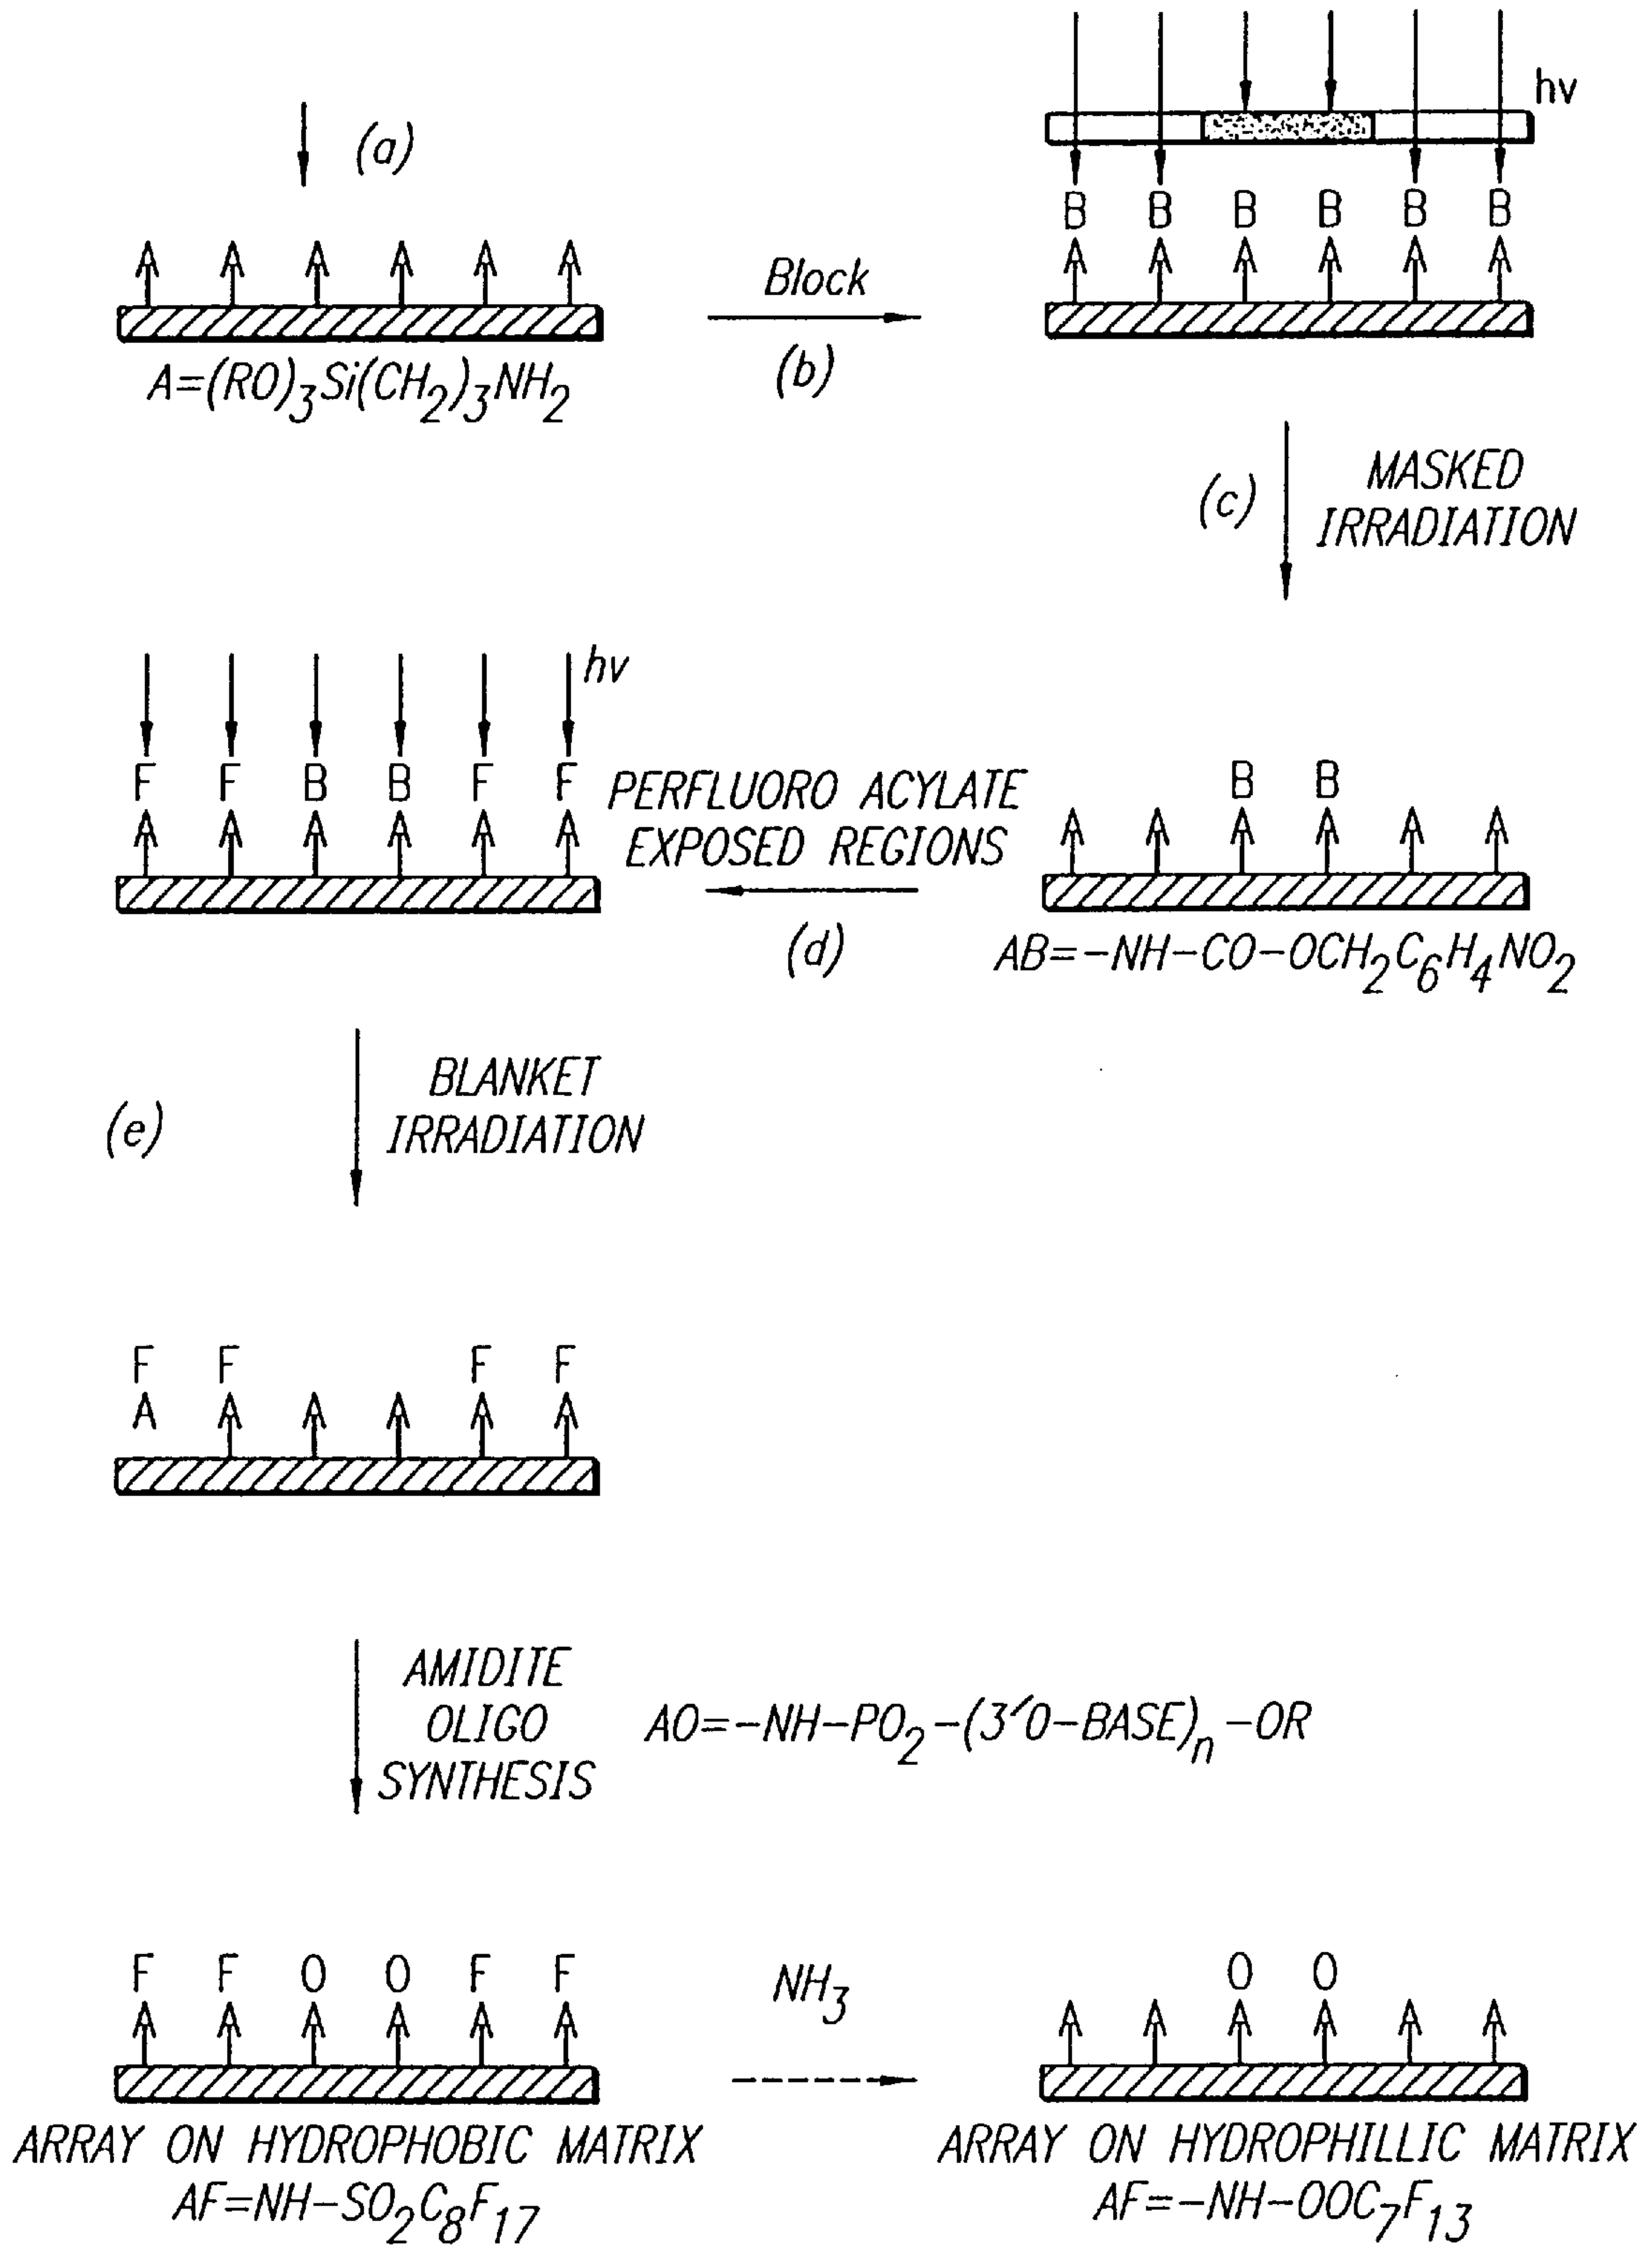 (a)
hv
B B B B B B
Block
(b)
A=(RO)3Si(CH2)3NH2
(c)
MASKED
IRRADIATION
hv
F F B B F F
PERFLUORO ACYLATE
EXPOSED REGIONS
(d)
B B
AB=-NH-CO-OCH2C6H4NO2
(e)
BLANKET
IRRADIATION
F F F F
A
AMIDITE
OLIGO
SYNTHESIS
AO=-NH-PO2-(3'O-BASE)n-OR
F F O O F F
NH3
O O
ARRAY ON HYDROPHOBIC MATRIX
AF=NH-SO2C8F17
ARRAY ON HYDROPHILLIC MATRIX
AF=-NH-OOC7F13